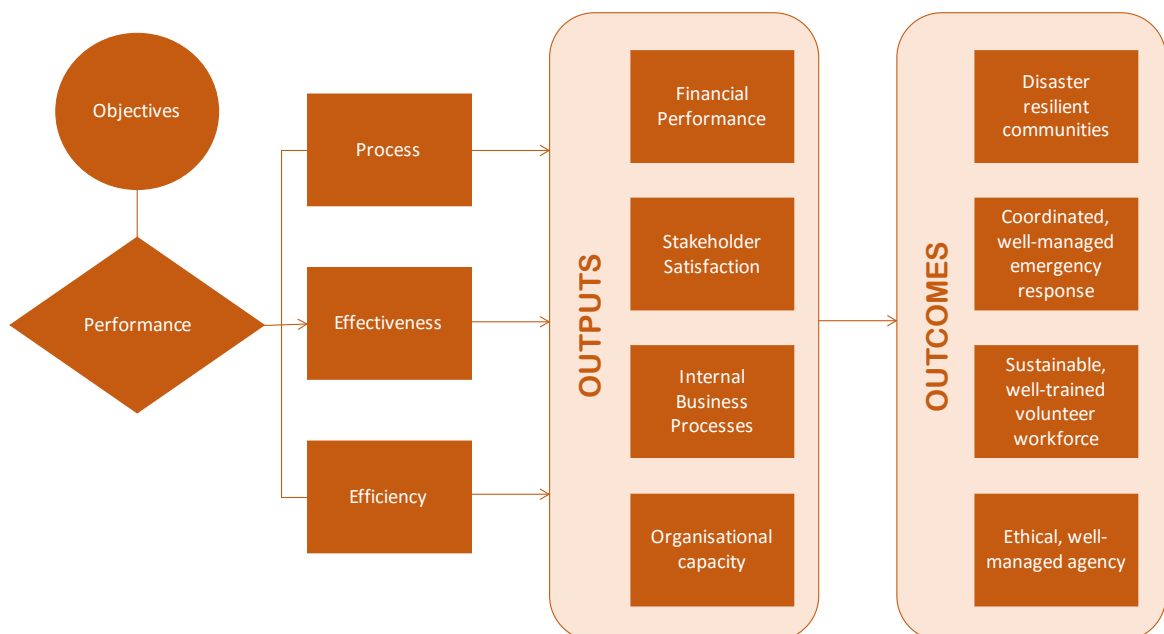 Objectives
Performance
Process
Effectiveness
Efficiency
OUTPUTS
Financial
Performance
Stakeholder
Satisfaction
Internal
Business
Processes
Organisational
capacity
OUTCOMES
Disaster
resilient
communities
Coordinated,
well-managed
emergency
response
Sustainable,
well-trained
volunteer
workforce
Ethical, well-
managed agency